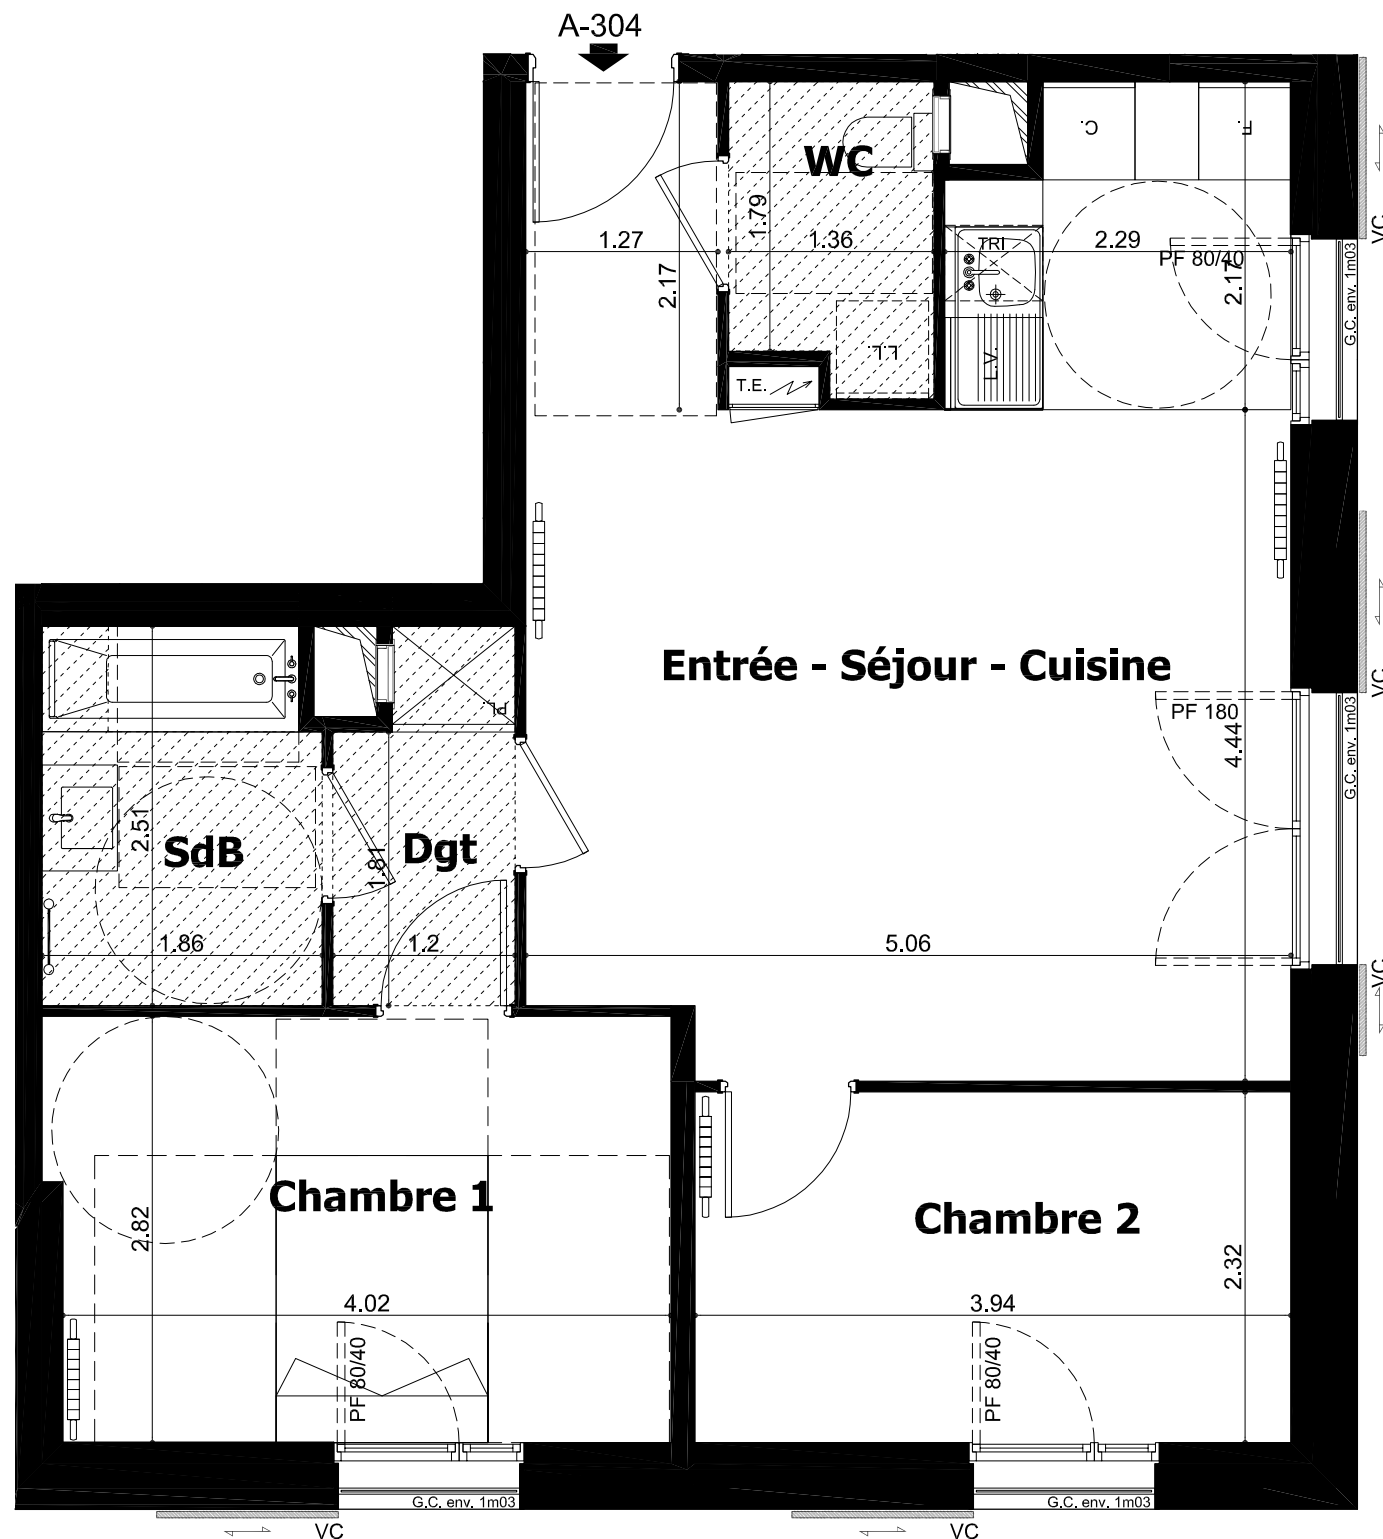 A-304
WC
C.
F.
1.79
1.27
1.36
TRI
2.29
PF 80/40
VC
2.17
2.17
G.C. env. 1m03
L.L.
L.V.
T.E.
Entrée - Séjour - Cuisine
VC
PL
PF 180
4.44
G.C. env. 1m03
2.51
SdB
Dgt
1.81
1.86
1.2
5.06
VC
Chambre 1
2.82
Chambre 2
2.32
4.02
3.94
PF 80/40
PF 80/40
G.C. env. 1m03
G.C. env. 1m03
VC
VC